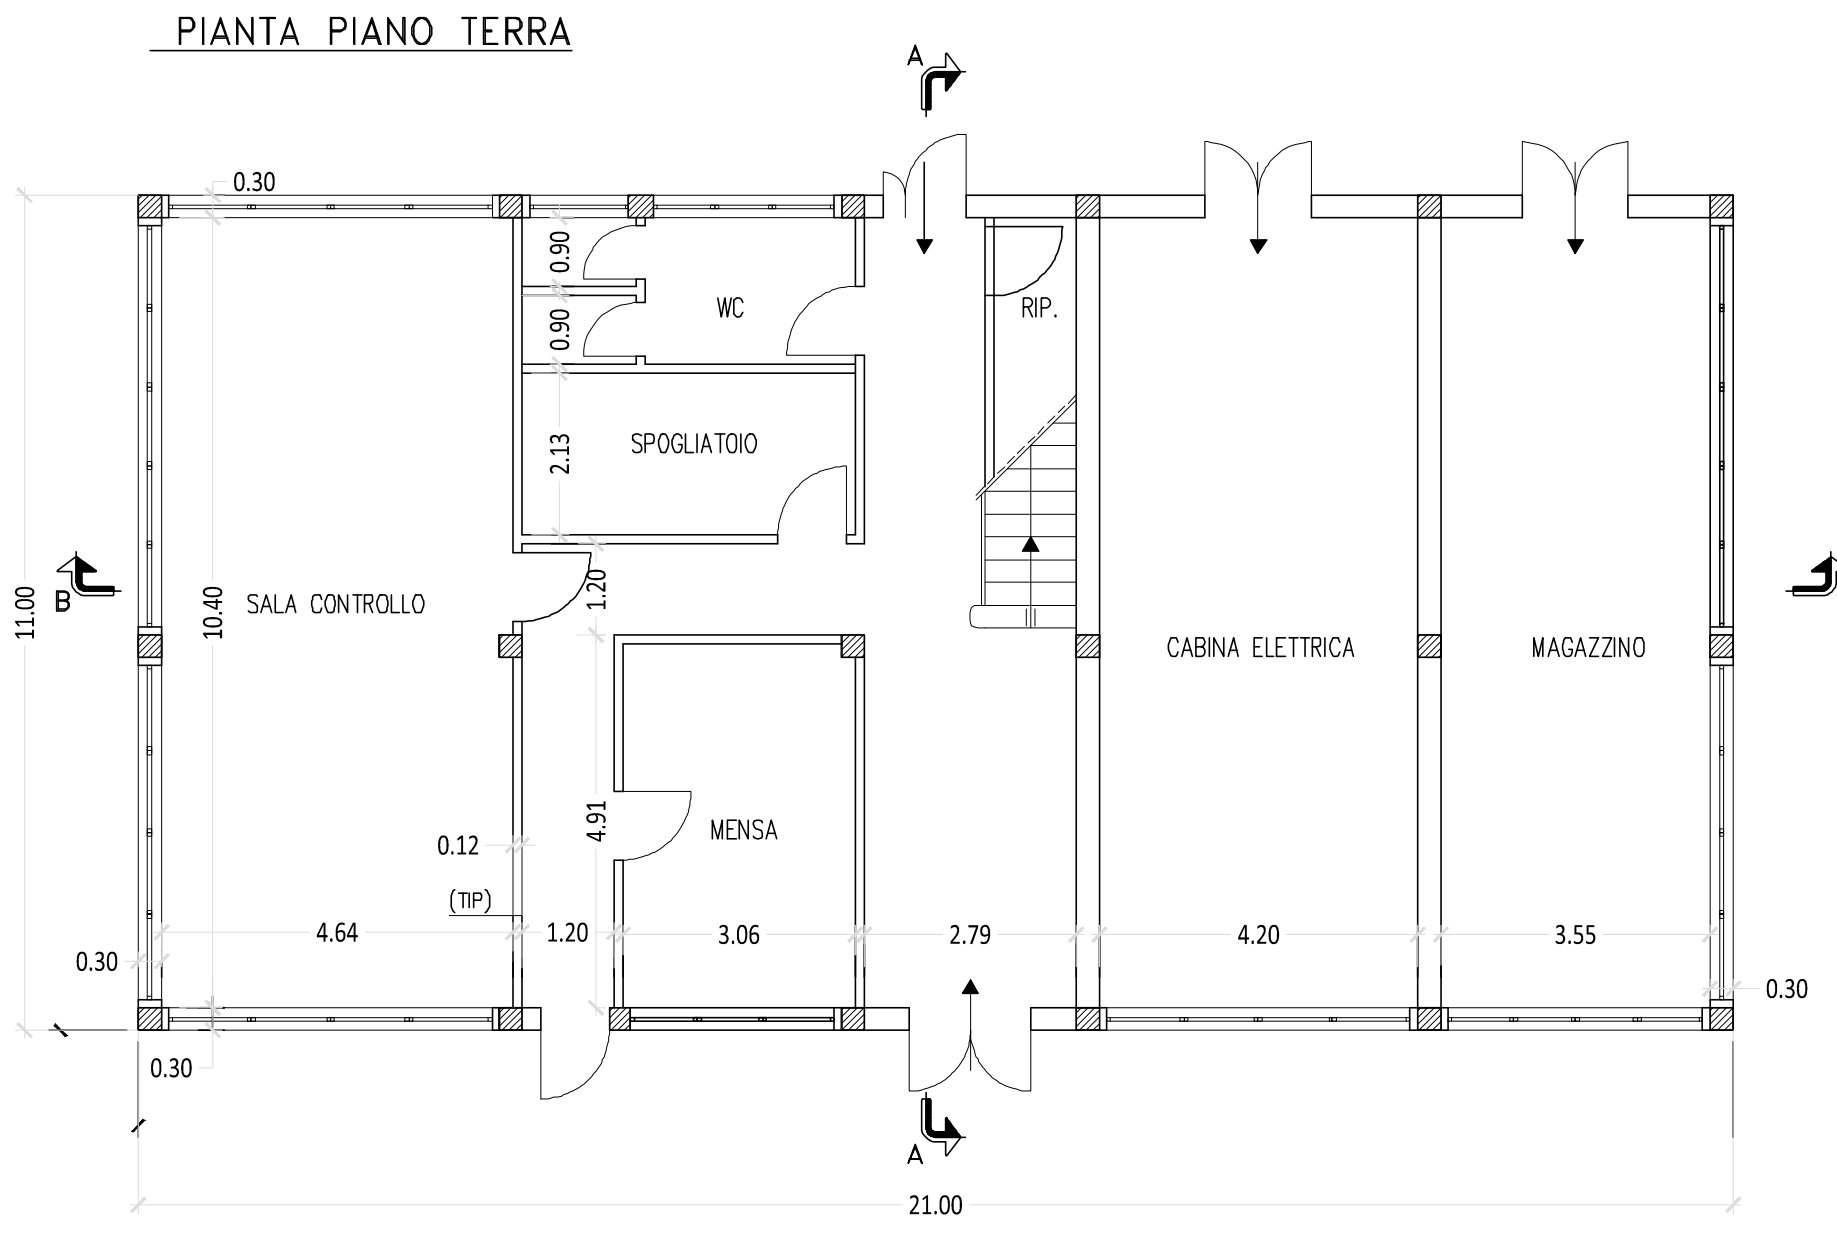 PIANTA PIANO TERRA
A
0.30
0.90
WC
RIP.
0.90
SPOGLIATOIO
2.13
B
11.00
10.40
SALA CONTROLLO
1.20
CABINA ELETTRICA
MAGAZZINO
4.91
MENSA
0.12
(TIP)
4.64
1.20
3.06
2.79
4.20
3.55
0.30
0.30
0.30
A
21.00